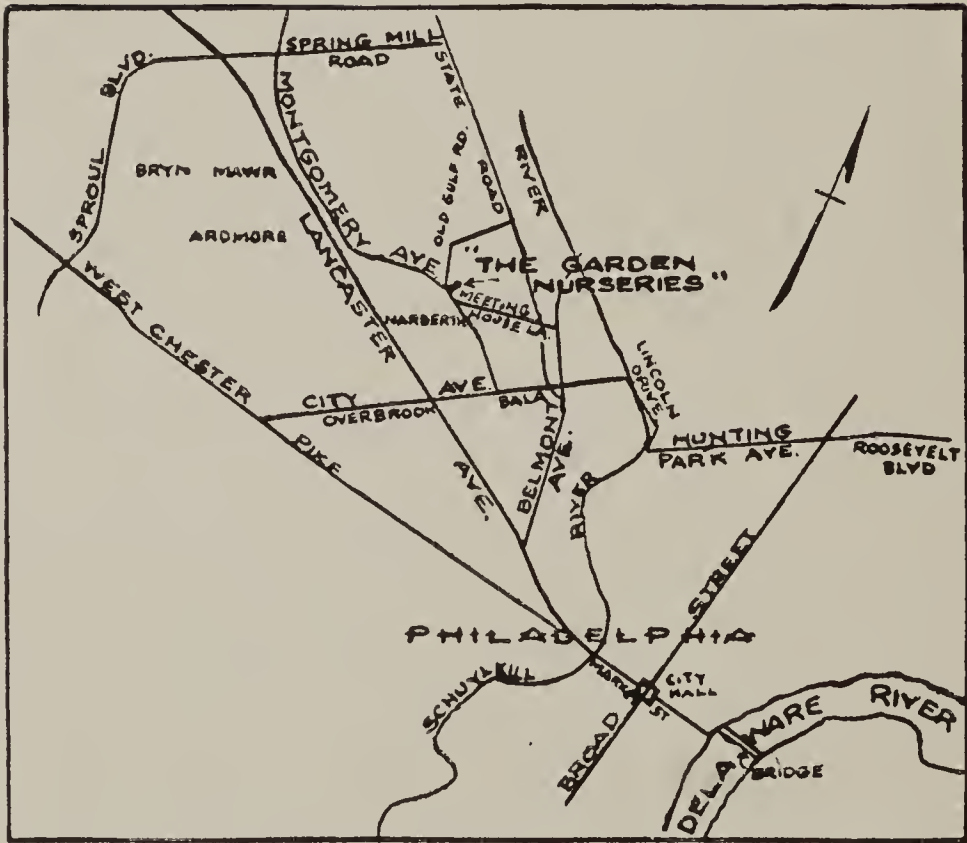 SPRING MILL
ROAD
SPROUL BLVD.
MONTGOMERY AVE.
STATE ROAD
OLD GULF RD.
RIVER
BRYN MAWR
ARDMORE
LANCASTER AVE.
WEST CHESTER PIKE
"THE GARDEN
NURSERIES"
MEETING
HOUSE LA.
NARBERTH
LINCOLN
DRIVE
CITY AVE.
OVERBROOK
BALA
BELMONT
AVE.
HUNTING
PARK AVE.
ROOSEVELT
BLVD
RIVER
STREET
PHILADELPHIA
SCHUYLKILL
MARKET ST
CITY
HALL
BROAD
DELAWARE RIVER
BRIDGE